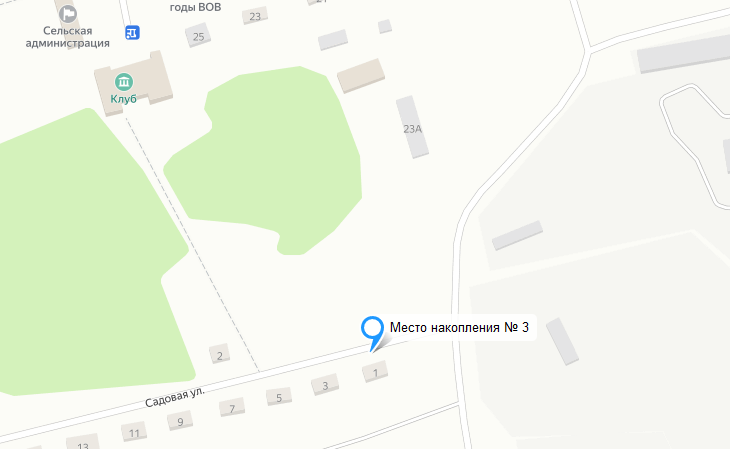 годы ВОВ
23
Сельская
администрация
25
Клуб
23А
Место накопления № 3
2
1
3
Садовая ул.
5
7
9
11
13